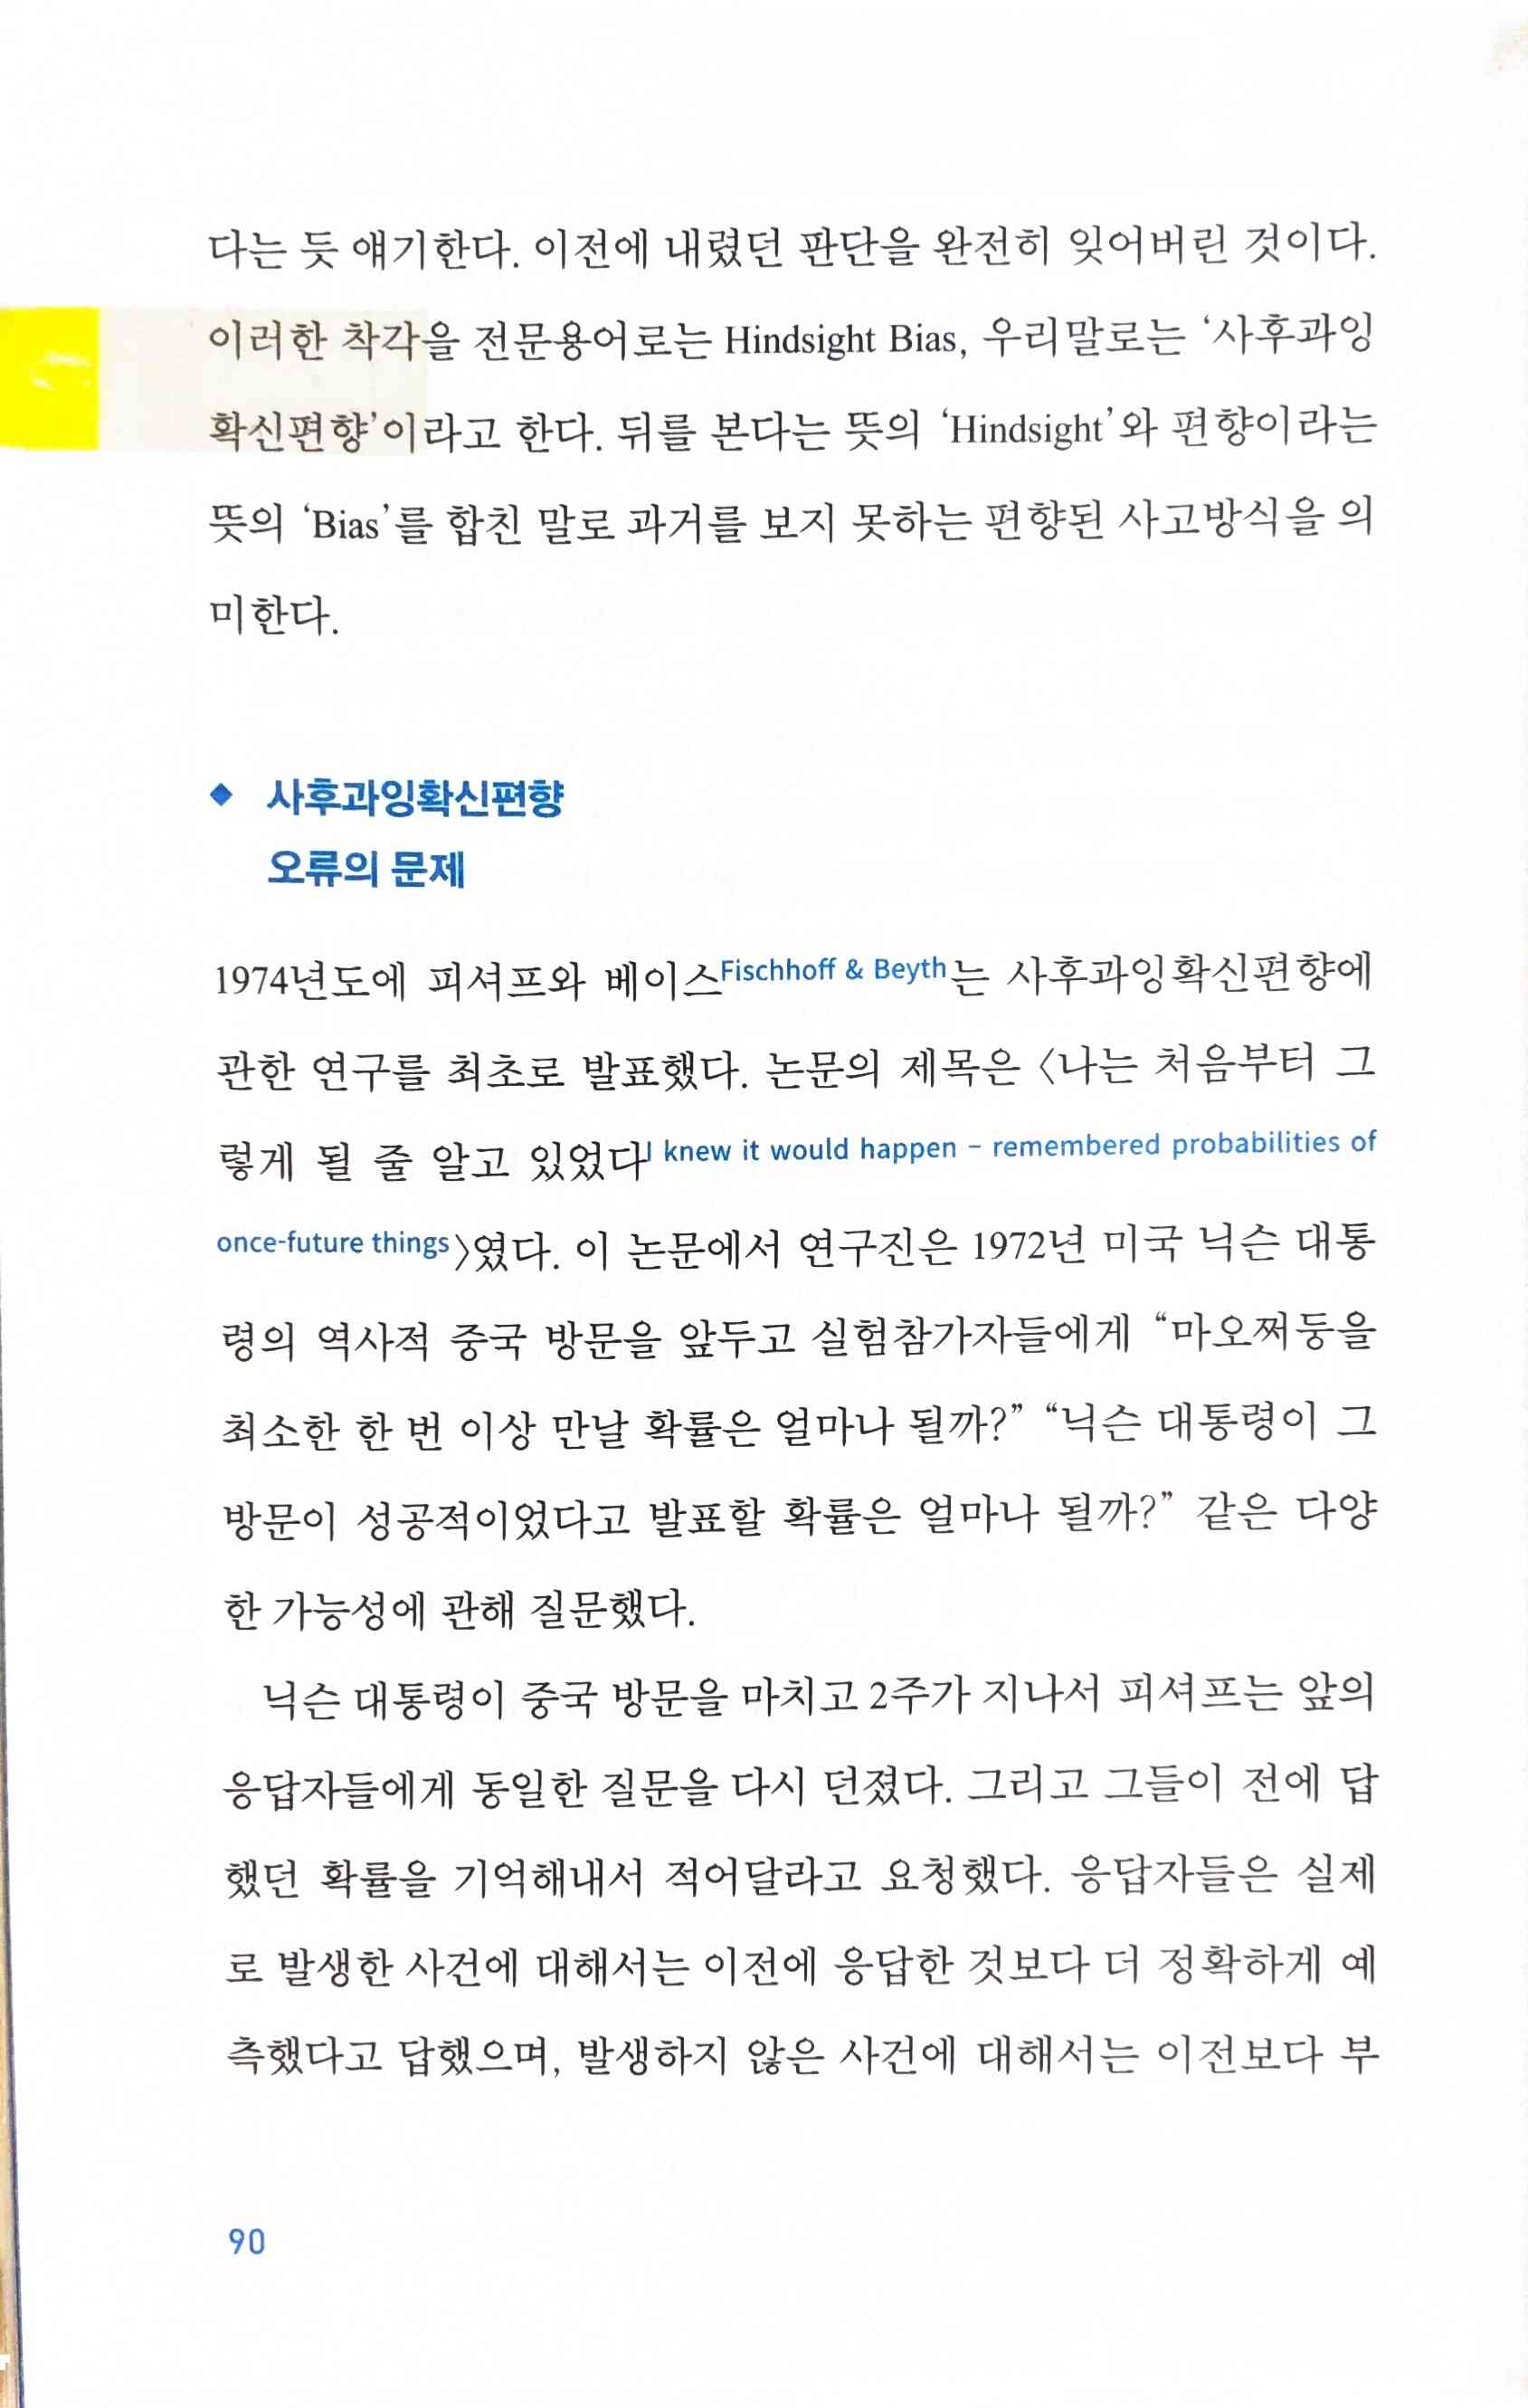 다는 듯 얘기한다. 이전에 내렸던 판단을 완전히 잊어버린 것이다.
이러한 착각을 전문용어로는 Hindsight Bias, 우리말로는 ‘사후과잉
확신편향’이라고 한다. 뒤를 본다는 뜻의 ‘Hindsight’와 편향이라는
뜻의 ‘Bias’를 합친 말로 과거를 보지 못하는 편향된 사고방식을 의
미한다.
◆ 사후과잉확신편향
오류의 문제
1974년도에 피셔프와 베이스Fischhoff & Beyth는 사후과잉확신편향에
관한 연구를 최초로 발표했다. 논문의 제목은 〈나는 처음부터 그
렇게 될 줄 알고 있었다I knew it would happen – remembered probabilities of
once-future things〉였다. 이 논문에서 연구진은 1972년 미국 닉슨 대통
령의 역사적 중국 방문을 앞두고 실험참가자들에게 “마오쩌둥을
최소한 한 번 이상 만날 확률은 얼마나 될까?” “닉슨 대통령이 그
방문이 성공적이었다고 발표할 확률은 얼마나 될까?” 같은 다양
한 가능성에 관해 질문했다.
닉슨 대통령이 중국 방문을 마치고 2주가 지나서 피셔프는 앞의
응답자들에게 동일한 질문을 다시 던졌다. 그리고 그들이 전에 답
했던 확률을 기억해내서 적어달라고 요청했다. 응답자들은 실제
로 발생한 사건에 대해서는 이전에 응답한 것보다 더 정확하게 예
측했다고 답했으며, 발생하지 않은 사건에 대해서는 이전보다 부
90